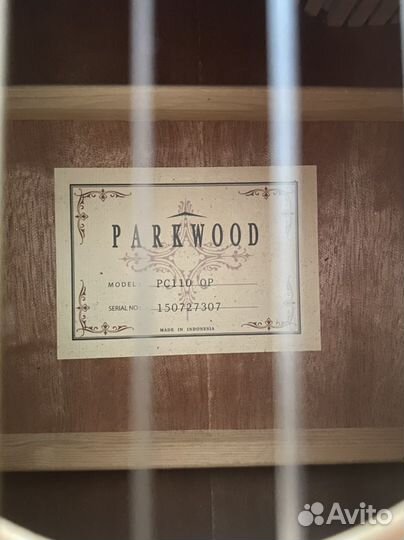 PARKWOOD
MODEL: PC110 OP
SERIAL NO: 150727307
MADE IN INDONESIA
Avito